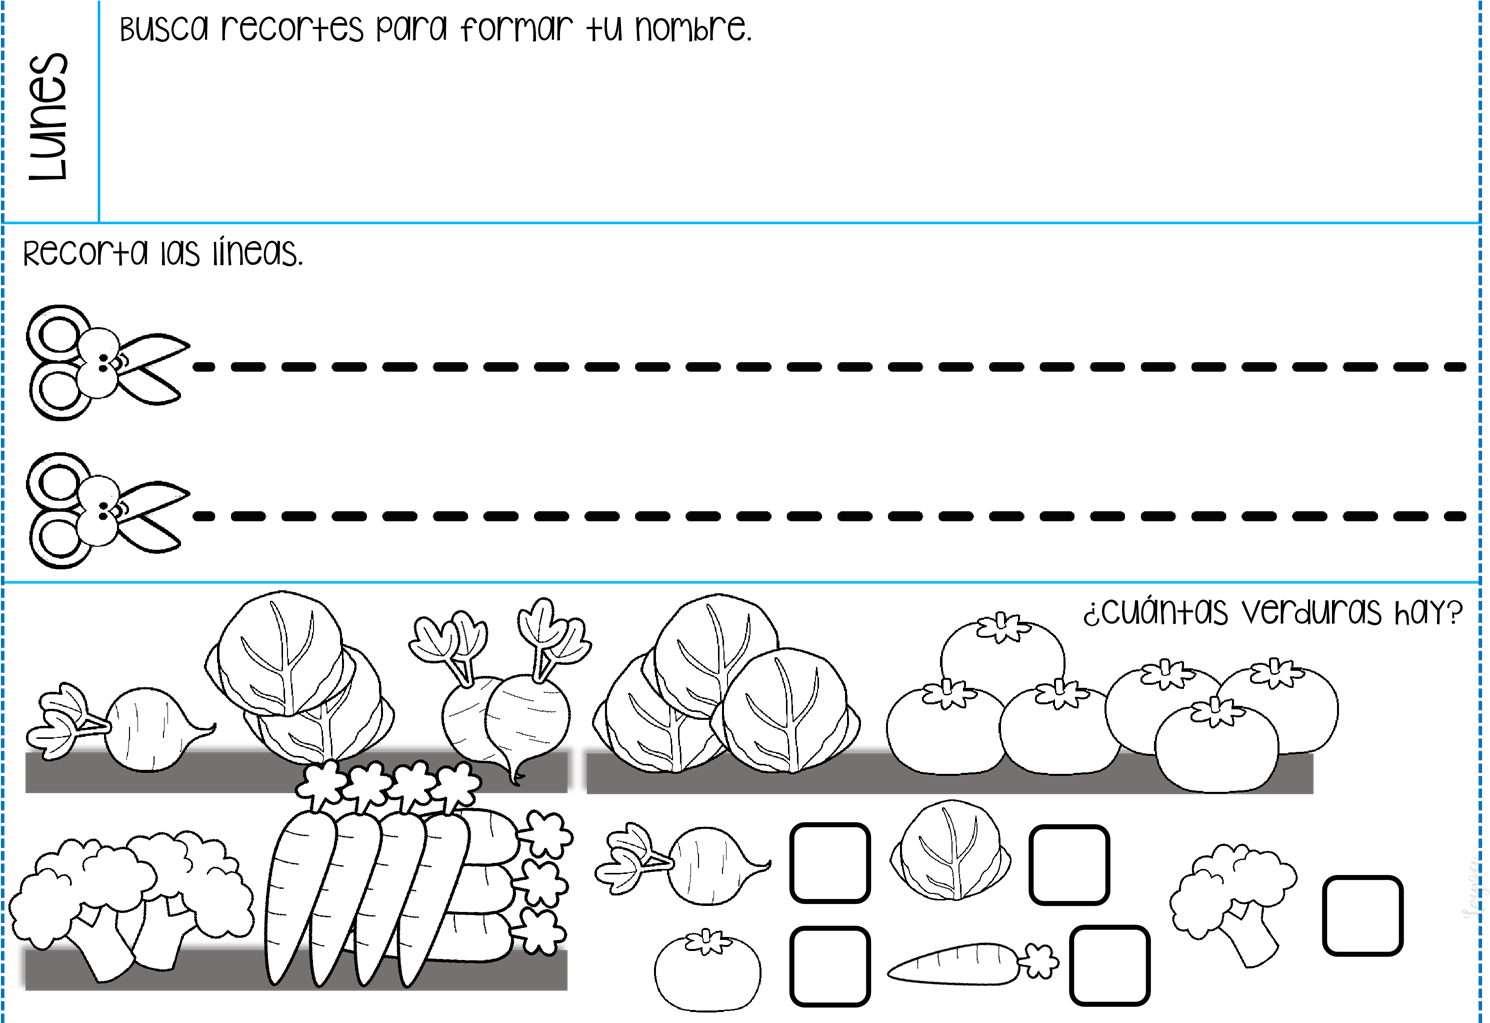 Lunes
Busca recortes para formar tu nombre.
Recorta las líneas.
¿Cuántas verduras hay?